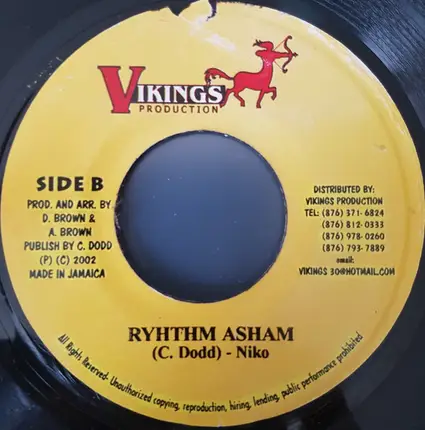 VIKINGS
PRODUCTION
SIDE B
PROD. AND ARR. BY
D. BROWN &
A. BROWN
PUBLISH BY C. DODD
(P) (C) 2002
MADE IN JAMAICA
DISTRIBUTED BY:
VIKINGS PRODUCTION
TEL: (876) 371-6824
(876) 812-0333
(876) 978-0260
(876) 793-7889
email:
VIKINGS 30@HOTMAIL.COM
RYHTHM ASHAM
(C. Dodd) - Niko
All Rights Reserved- Unauthorized copying, reproduction, hiring, lending, public performance prohibited